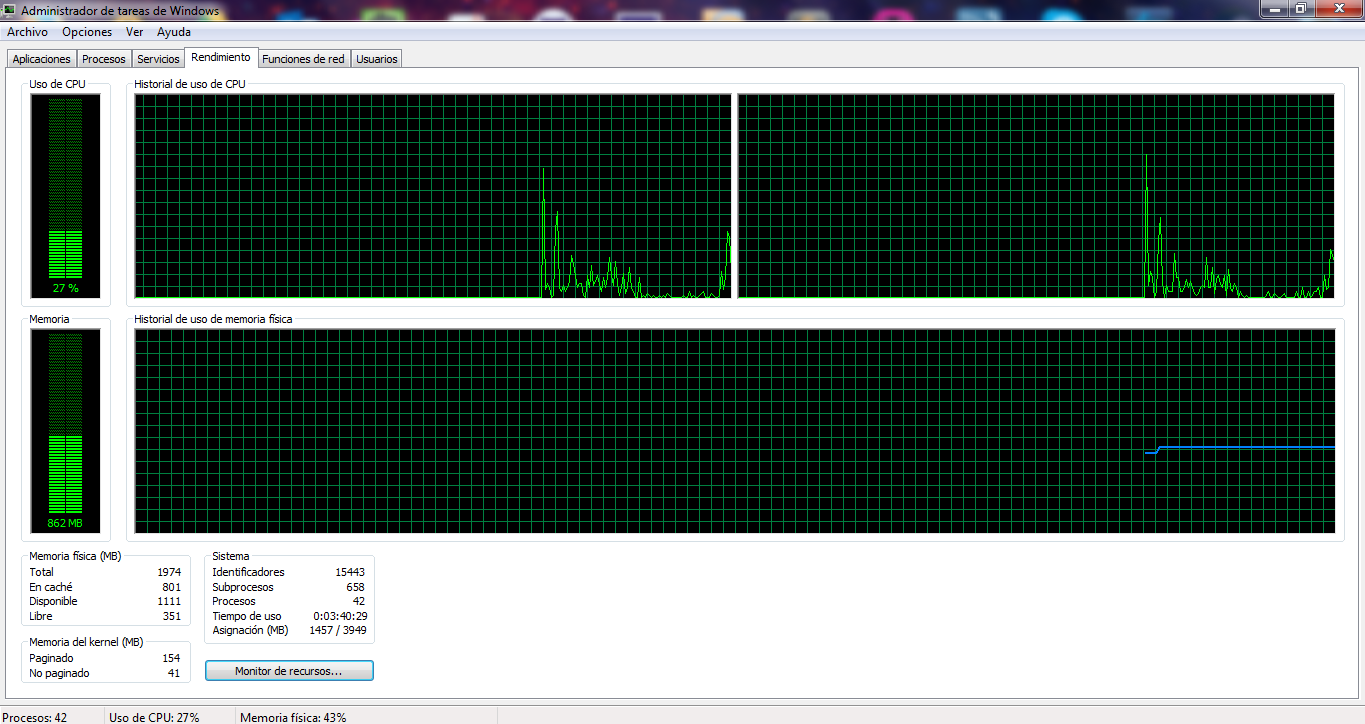 Administrador de tareas de Windows
Archivo Opciones Ver Ayuda
Aplicaciones Procesos Servicios Rendimiento Funciones de red Usuarios
Uso de CPU Historial de uso de CPU
27 %
Memoria Historial de uso de memoria física
862 MB
Memoria física (MB)
Total 1974
En caché 801
Disponible 1111
Libre 351
Memoria del kernel (MB)
Paginado 154
No paginado 41
Sistema
Identificadores 15443
Subprocesos 658
Procesos 42
Tiempo de uso 0:03:40:29
Asignación (MB) 1457 / 3949
Monitor de recursos...
Procesos: 42 Uso de CPU: 27% Memoria física: 43%